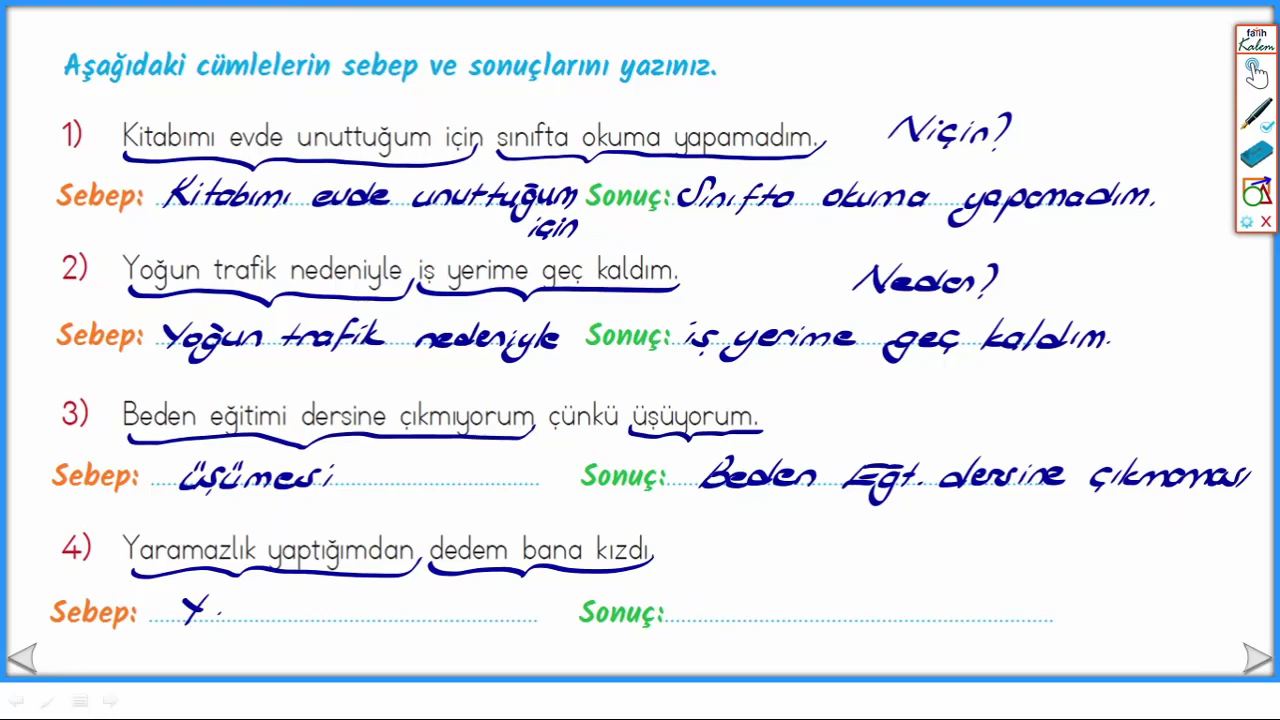 Aşağıdaki cümlelerin sebep ve sonuçlarını yazınız.
fatih
Kalem
1) Kitabımı evde unuttuğum için sınıfta okuma yapamadım. Niçin?
Sebep: Kitabımı evde unuttuğum için Sonuç: Sınıfta okuma yapamadım.
2) Yoğun trafik nedeniyle iş yerime geç kaldım. Neden?
Sebep: Yoğun trafik nedeniyle Sonuç: iş yerime geç kaldım.
3) Beden eğitimi dersine çıkmıyorum çünkü üşüyorum.
Sebep: üşümesi Sonuç: Beden Eğt. dersine çıkmaması
4) Yaramazlık yaptığımdan dedem bana kızdı.
Sebep: Y Sonuç: